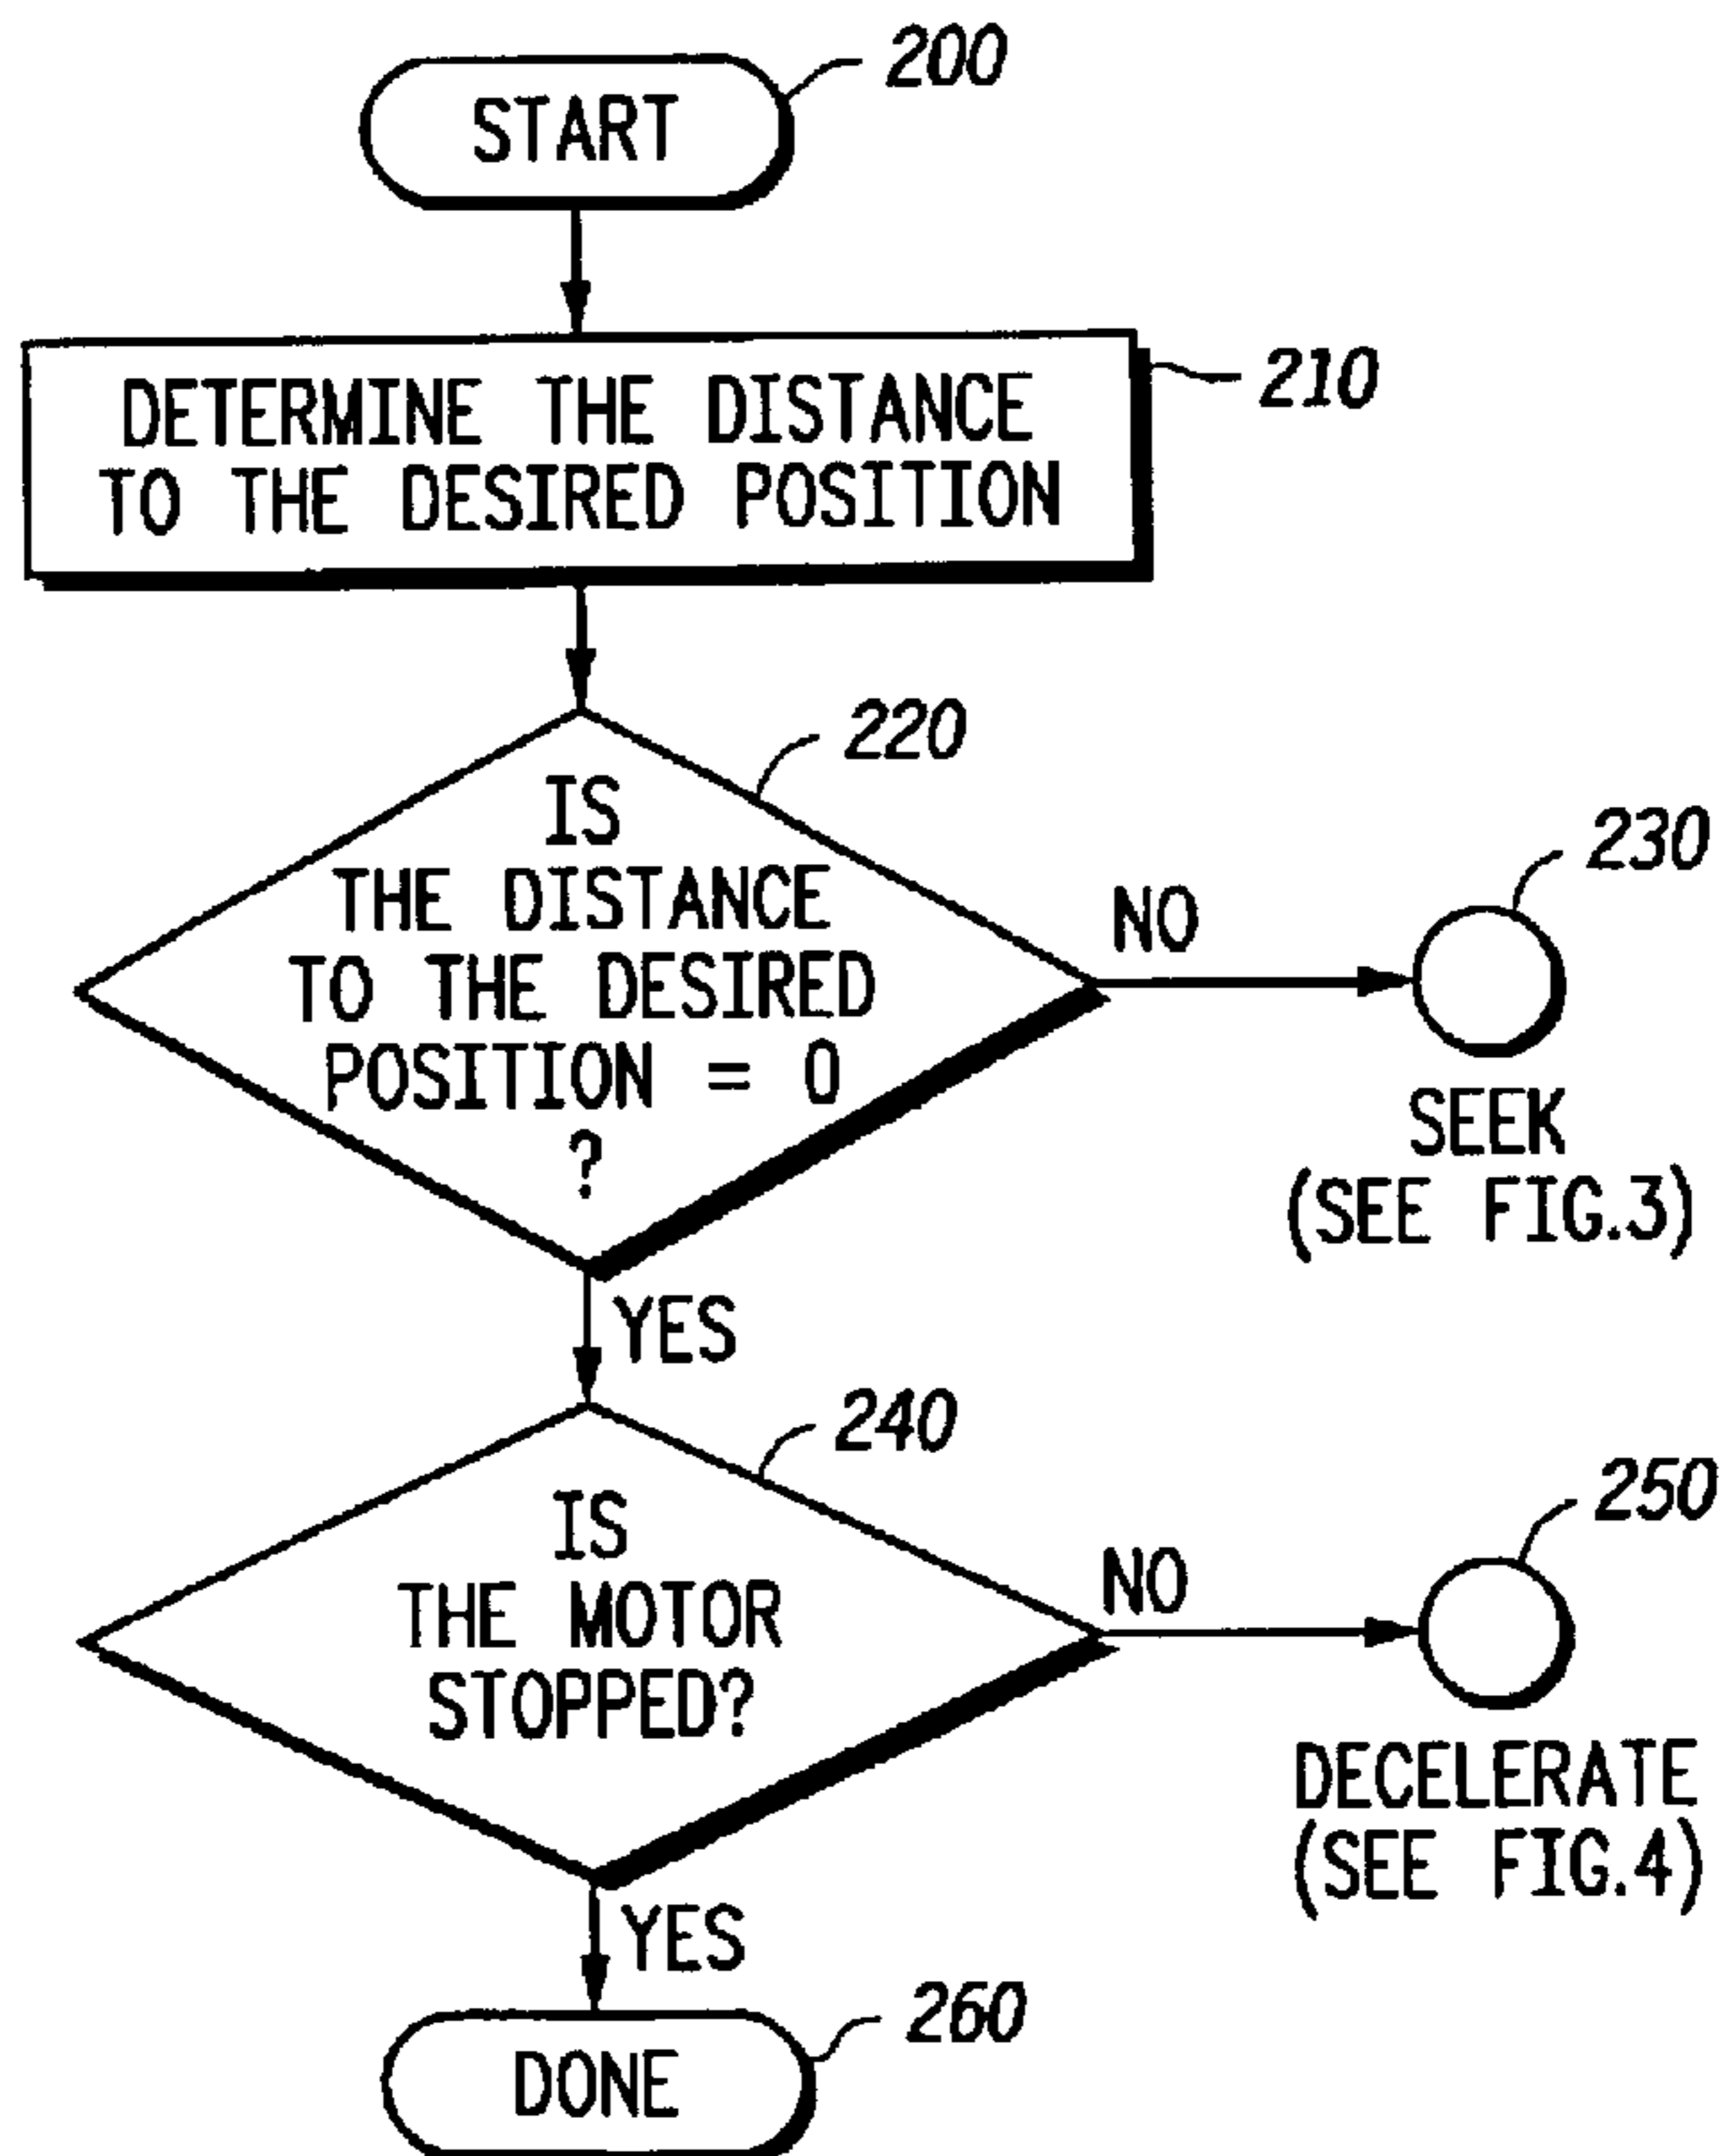 200
START
210
DETERMINE THE DISTANCE
TO THE DESIRED POSITION
220
IS
THE DISTANCE
TO THE DESIRED
POSITION = 0
?
NO
230
SEEK
(SEE FIG.3)
YES
240
IS
THE MOTOR
STOPPED?
NO
250
DECELERATE
(SEE FIG.4)
YES
260
DONE